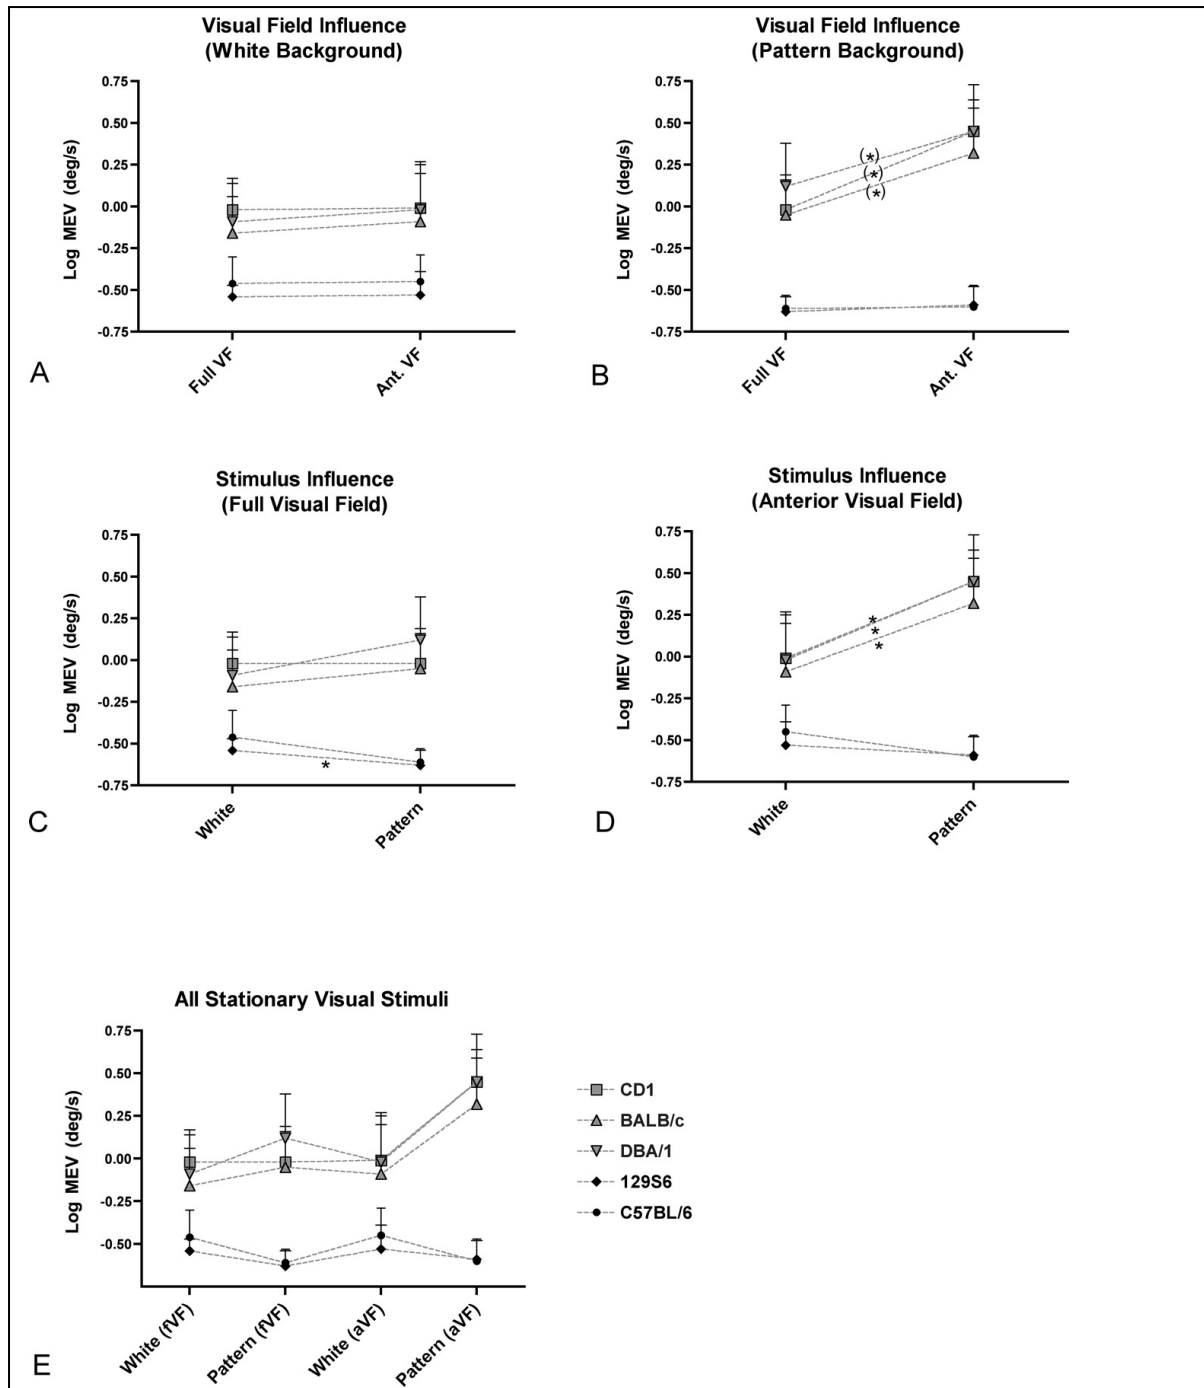 Visual Field Influence
(White Background)
Log MEV (deg/s)
0.75
0.50
0.25
0.00
-0.25
-0.50
-0.75
Full VF
Ant. VF
A
Visual Field Influence
(Pattern Background)
Log MEV (deg/s)
0.75
0.50
0.25
0.00
-0.25
-0.50
-0.75
(*)
(*)
(*)
Full VF
Ant. VF
B
Stimulus Influence
(Full Visual Field)
Log MEV (deg/s)
0.75
0.50
0.25
0.00
-0.25
-0.50
-0.75
*
White
Pattern
C
Stimulus Influence
(Anterior Visual Field)
Log MEV (deg/s)
0.75
0.50
0.25
0.00
-0.25
-0.50
-0.75
*
*
*
White
Pattern
D
All Stationary Visual Stimuli
Log MEV (deg/s)
0.75
0.50
0.25
0.00
-0.25
-0.50
White (fVF)
Pattern (fVF)
White (aVF)
Pattern (aVF)
E
CD1
BALB/c
DBA/1
129S6
C57BL/6